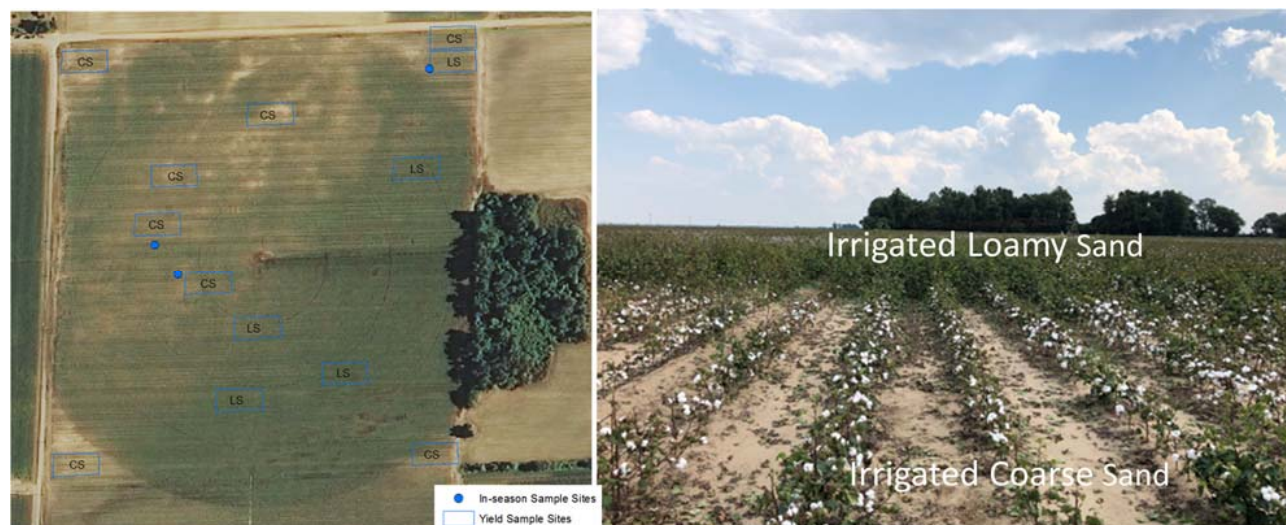 CS
CS
LS
CS
LS
CS
CS
CS
LS
LS
LS
CS
CS
In-season Sample Sites
Yield Sample Sites
Irrigated Loamy Sand
Irrigated Coarse Sand